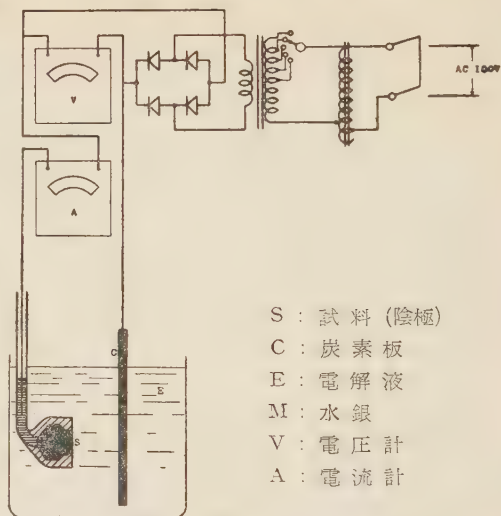 V
A
AC 100V
C
E
S
S : 試料 (陰極)
C : 炭素板
E : 電解液
M : 水銀
V : 電圧計
A : 電流計